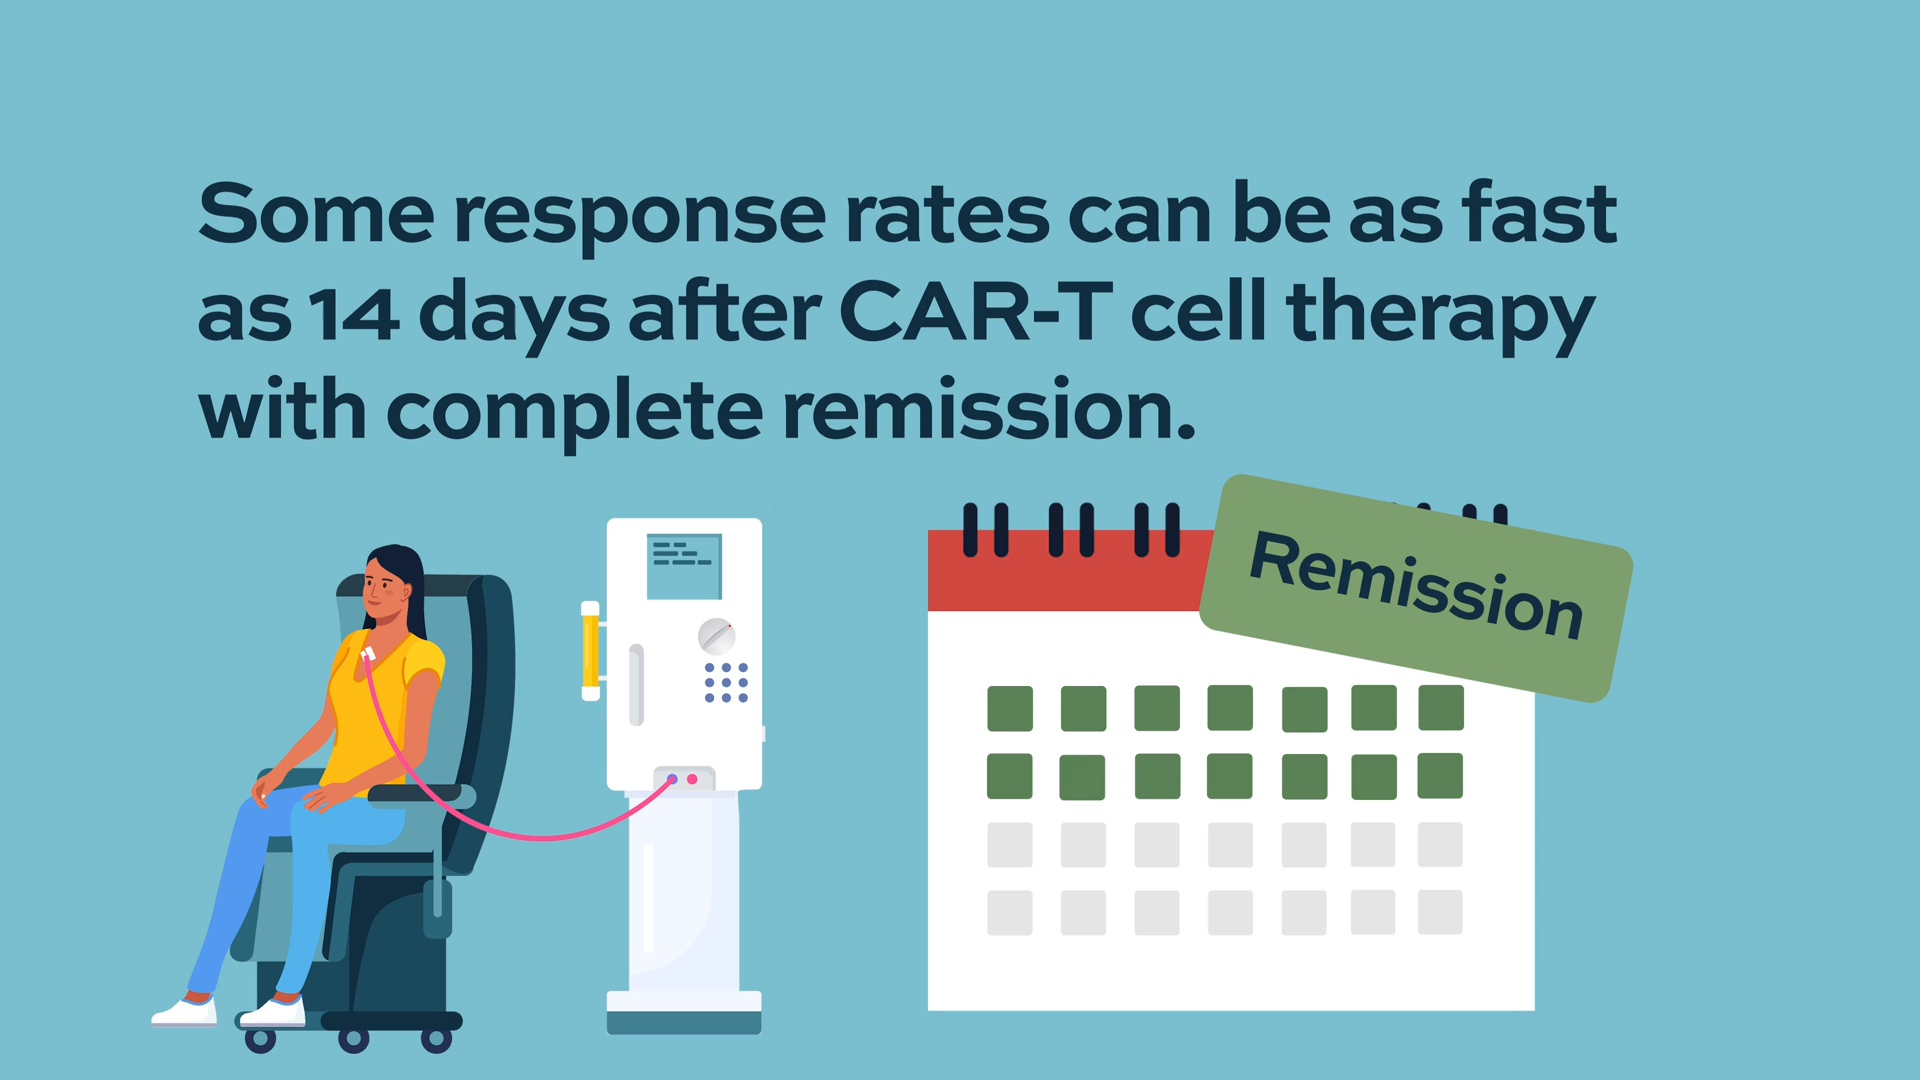 Some response rates can be as fast
as 14 days after CAR-T cell therapy
with complete remission.
Remission